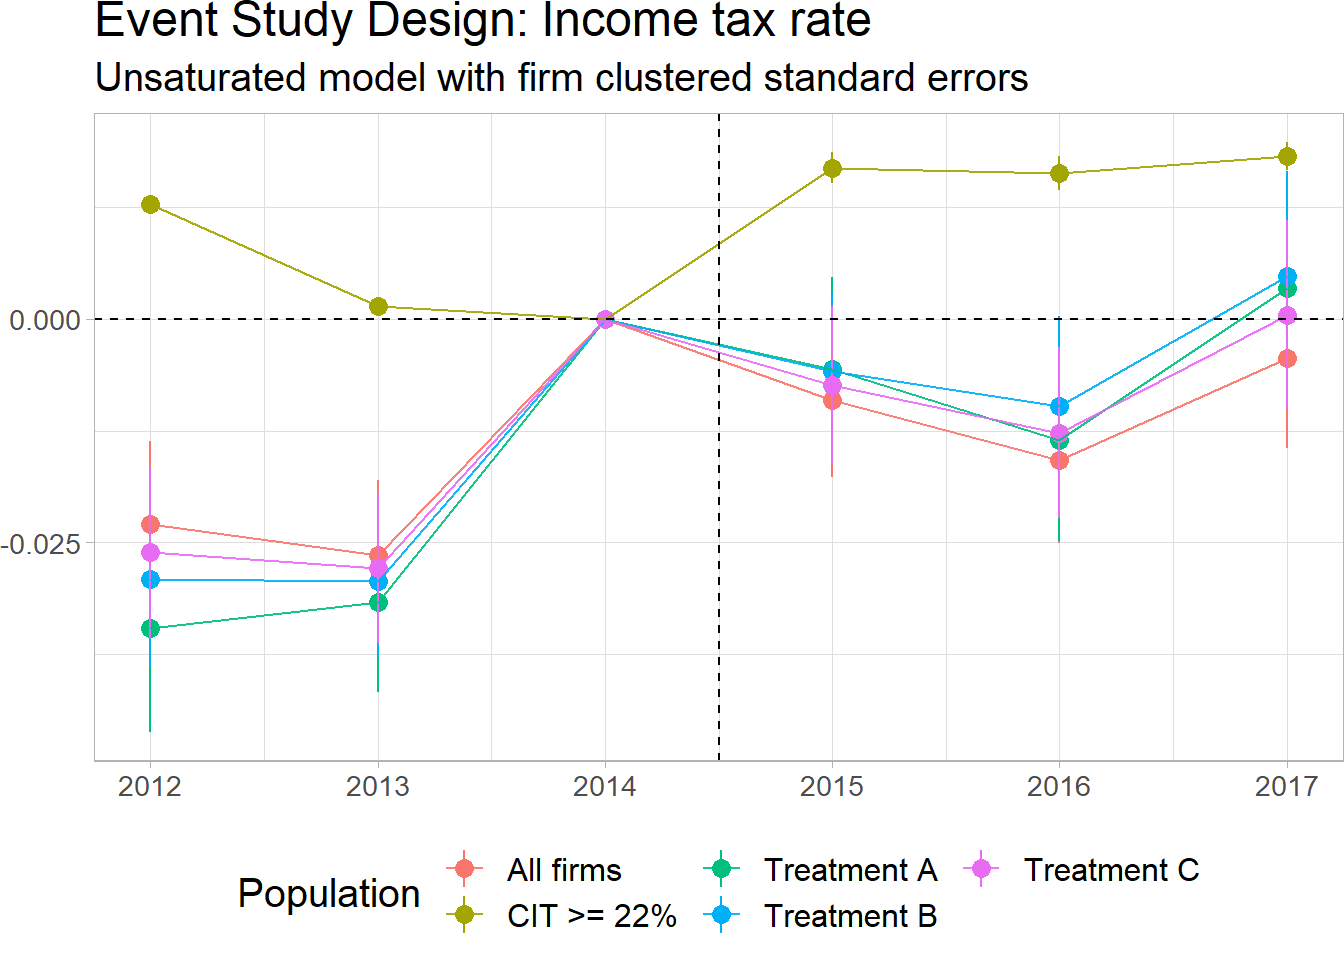 Event Study Design: Income tax rate
Unsaturated model with firm clustered standard errors
0.000
-0.025
2012 2013 2014 2015 2016 2017
Population
All firms
CIT >= 22%
Treatment A
Treatment B
Treatment C